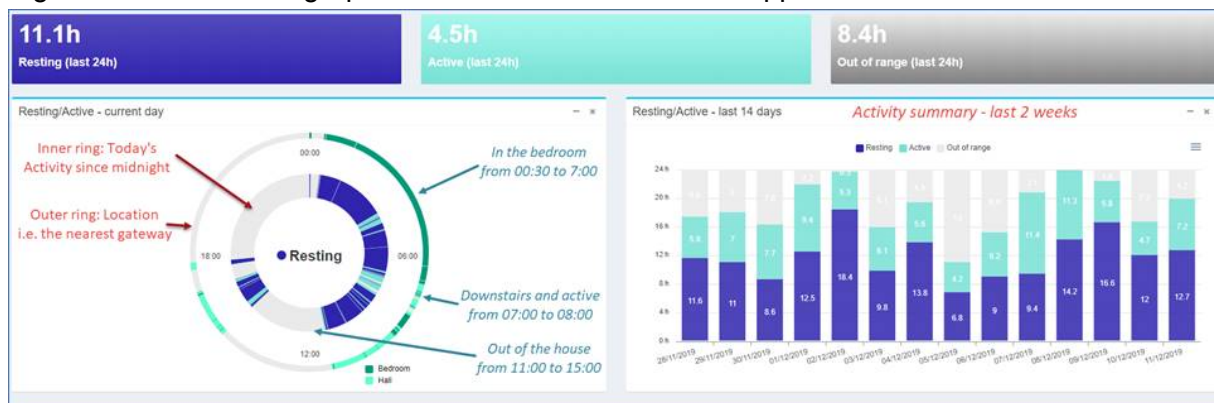 11.1h
Resting (last 24h)
4.5h
Active (last 24h)
8.4h
Out of range (last 24h)
Resting/Active - current day
Inner ring: Today's
Activity since midnight
Outer ring: Location
i.e. the nearest gateway
In the bedroom
from 00:30 to 7:00
Downstairs and active
from 07:00 to 08:00
Out of the house
from 11:00 to 15:00
00:00
06:00
12:00
18:00
Resting
Bedroom
Hall
Resting/Active - last 14 days
Activity summary - last 2 weeks
Resting Active Out of range
24 h
20 h
16 h
12 h
8 h
4 h
0 h
5.8 7 7.7 9.4 5.3 6.1 5.6 4.2 6.2 11.4 11.3 5.8 4.7 7.2
11.6 11 8.6 12.5 18.4 9.8 13.8 6.8 9 9.4 14.2 16.6 12 12.7
28/11/2019 29/11/2019 30/11/2019 01/12/2019 02/12/2019 03/12/2019 04/12/2019 05/12/2019 06/12/2019 07/12/2019 08/12/2019 09/12/2019 10/12/2019 11/12/2019